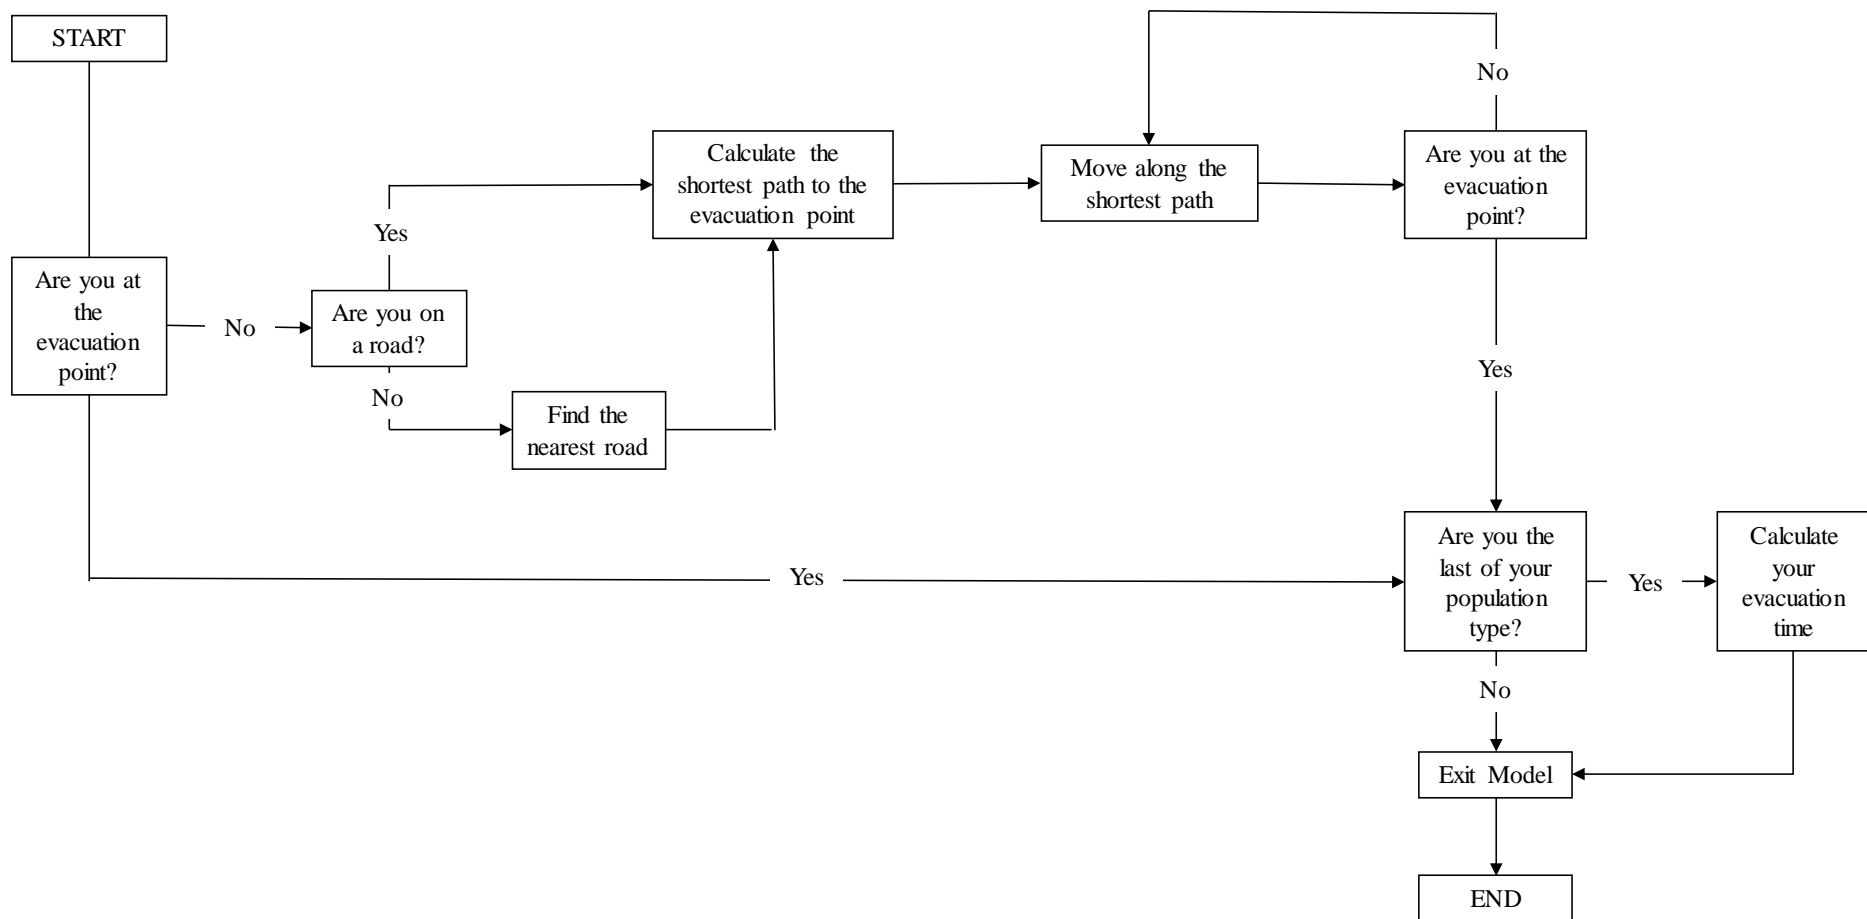 START
Are you at
the
evacuation
point?
No
Are you on
a road?
Yes
No
Find the
nearest road
Calculate the
shortest path to the
evacuation point
Move along the
shortest path
Are you at the
evacuation
point?
No
Yes
Yes
Are you the
last of your
population
type?
Yes
Calculate
your
evacuation
time
No
Exit Model
END